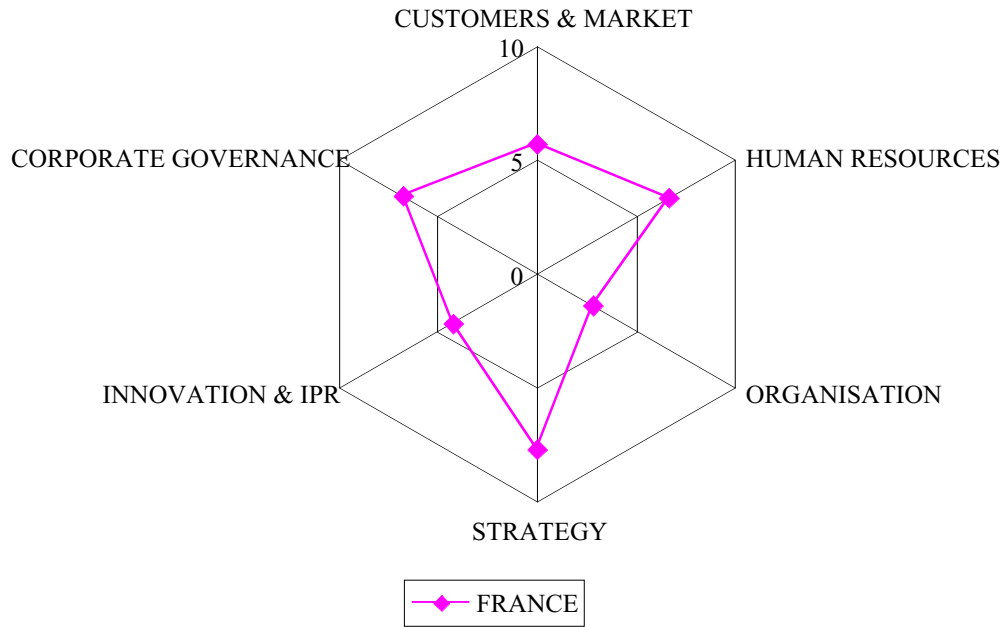 CUSTOMERS & MARKET
10
CORPORATE GOVERNANCE
5
HUMAN RESOURCES
0
INNOVATION & IPR
ORGANISATION
STRATEGY
FRANCE